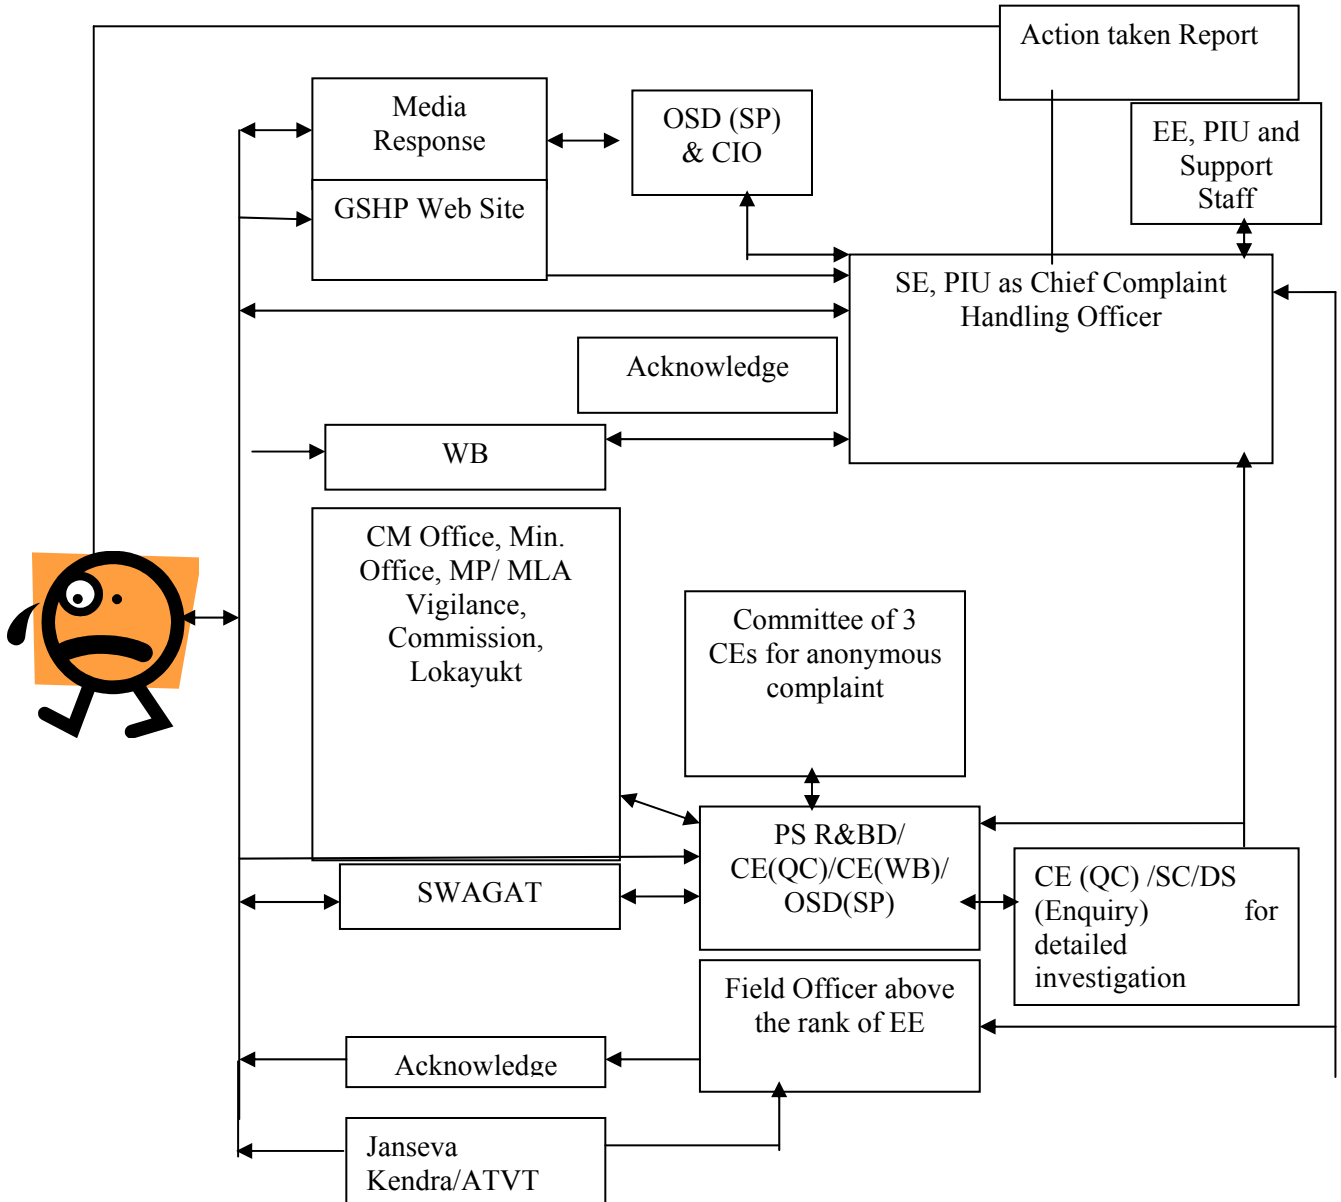 Action taken Report
Media
Response
OSD (SP)
& CIO
EE, PIU and
Support
Staff
GSHP Web Site
SE, PIU as Chief Complaint
Handling Officer
Acknowledge
WB
CM Office, Min.
Office, MP/ MLA
Vigilance,
Commission,
Lokayukt
Committee of 3
CEs for anonymous
complaint
PS R&BD/
CE(QC)/CE(WB)/
OSD(SP)
SWAGAT
CE (QC) /SC/DS
(Enquiry) for
detailed
investigation
Field Officer above
the rank of EE
Acknowledge
Janseva
Kendra/ATVT